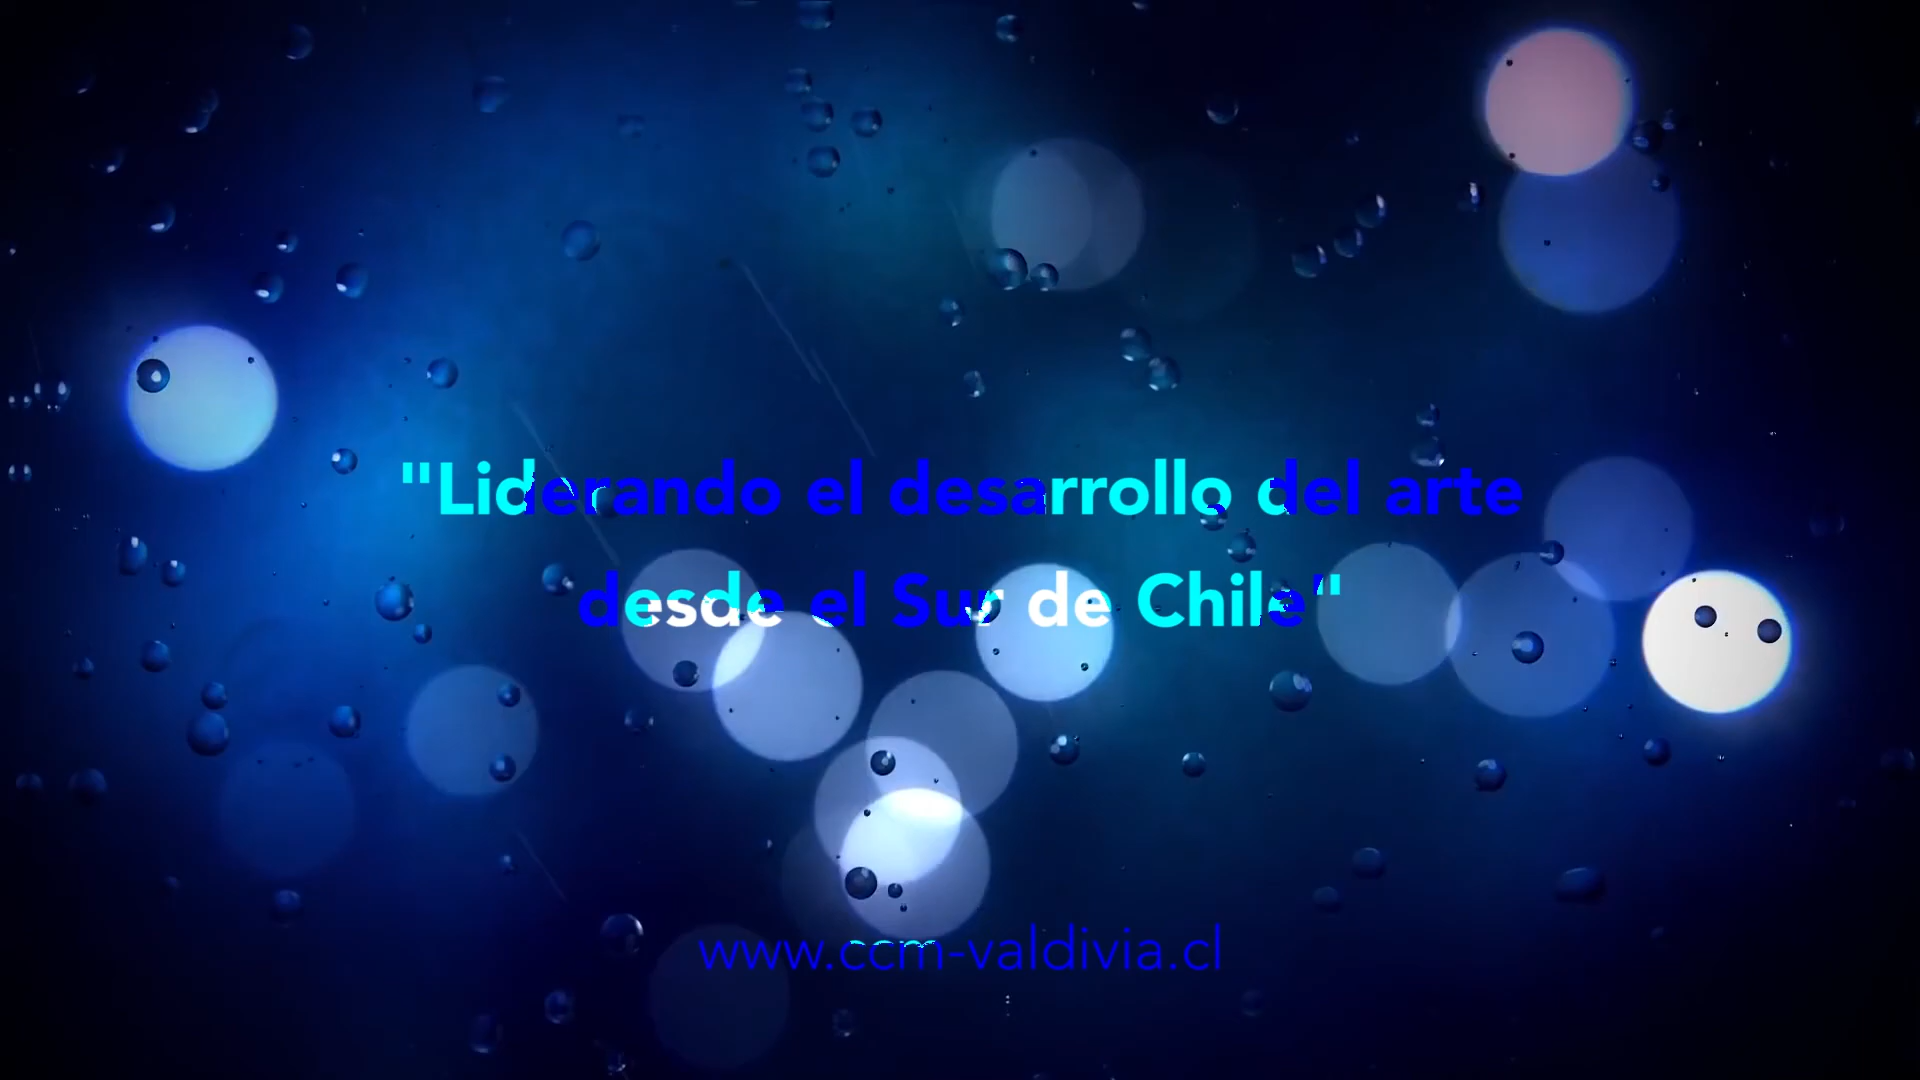 "Liderando el desarrollo del arte
desde el Sur de Chile"
www.ccm-valdivia.cl